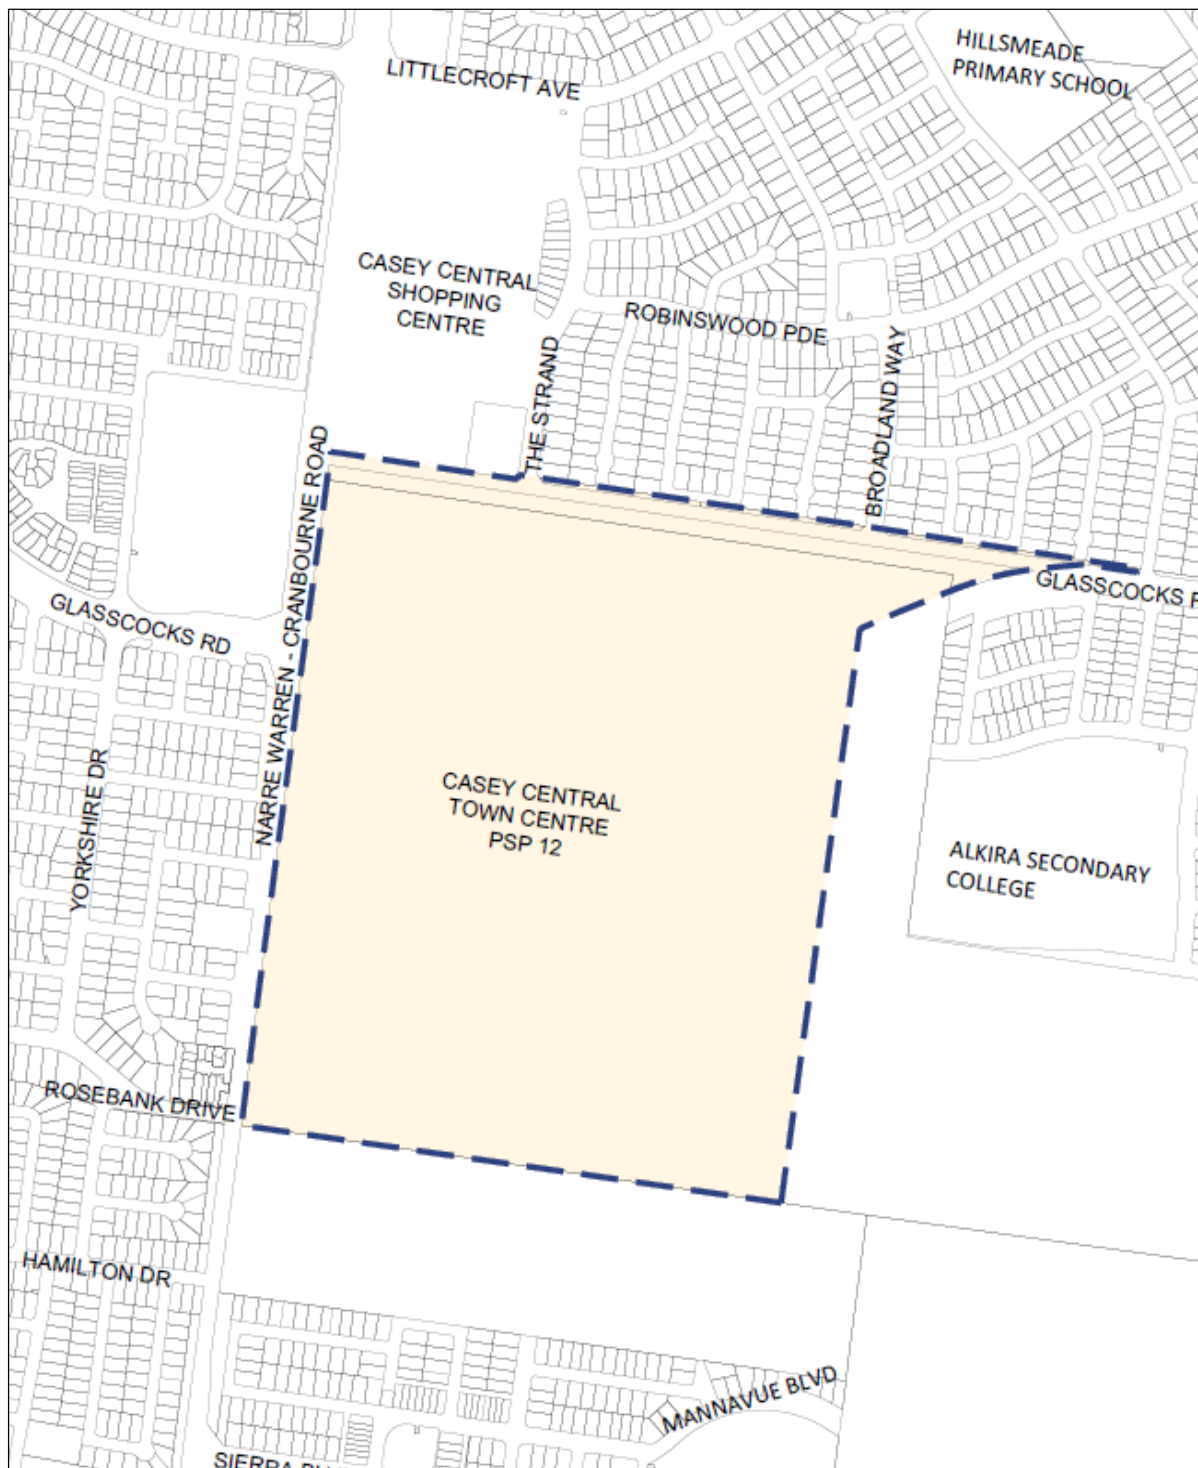 HILLSMEADE
PRIMARY SCHOOL
LITTLECROFT AVE
CASEY CENTRAL
SHOPPING
CENTRE
ROBINSWOOD PDE
THE STRAND
BROADLAND WAY
NARRE WARREN - CRANBOURNE ROAD
GLASSCOCKS RD
GLASSCOCKS R
YORKSHIRE DR
CASEY CENTRAL
TOWN CENTRE
PSP 12
ALKIRA SECONDARY
COLLEGE
ROSEBANK DRIVE
HAMILTON DR
MANNAVUE BLVD
SIERRA